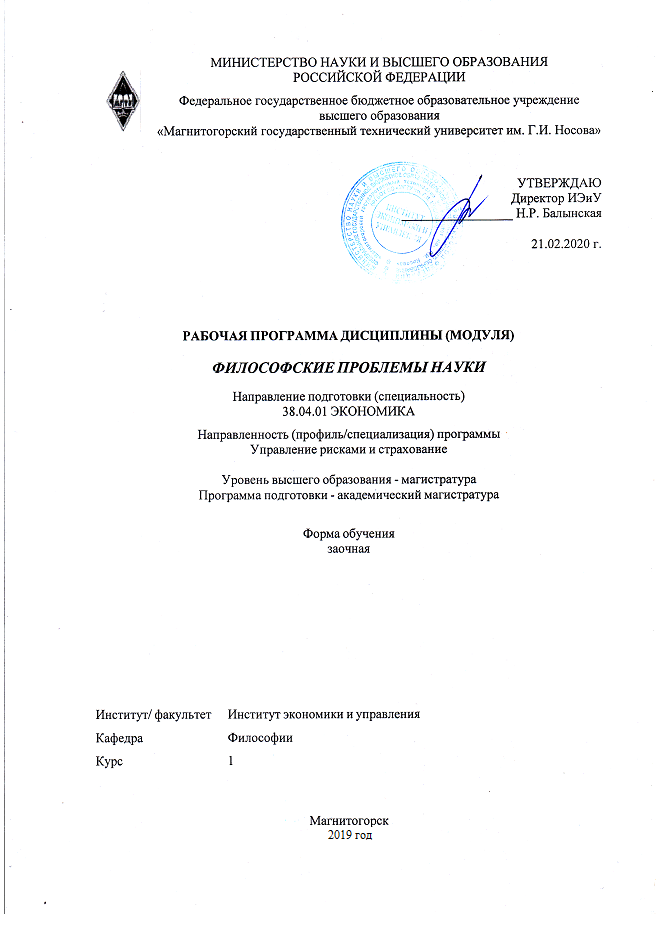 МИНИСТЕРСТВО НАУКИ И ВЫСШЕГО ОБРАЗОВАНИЯ
РОССИЙСКОЙ ФЕДЕРАЦИИ
Федеральное государственное бюджетное образовательное учреждение
высшего образования
«Магнитогорский государственный технический университет им. Г.И. Носова»
УТВЕРЖДАЮ
Директор ИЭиУ
Н.Р. Балынская
21.02.2020 г.
РАБОЧАЯ ПРОГРАММА ДИСЦИПЛИНЫ (МОДУЛЯ)
ФИЛОСОФСКИЕ ПРОБЛЕМЫ НАУКИ
Направление подготовки (специальность)
38.04.01 ЭКОНОМИКА
Направленность (профиль/специализация) программы
Управление рисками и страхование
Уровень высшего образования - магистратура
Программа подготовки - академический магистратура
Форма обучения
заочная
Институт/ факультет Институт экономики и управления
Кафедра Философии
Курс 1
Магнитогорск
2019 год